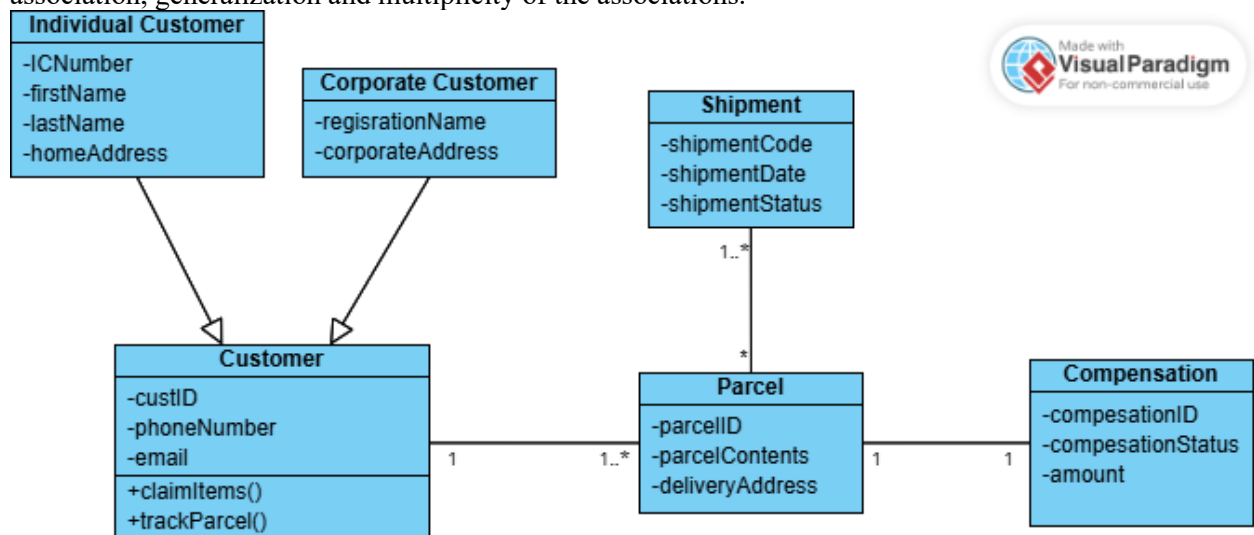 association, generalization and multiplicity of the associations.
Individual Customer
-ICNumber
-firstName
-lastName
-homeAddress
Corporate Customer
-regisrationName
-corporateAddress
Shipment
-shipmentCode
-shipmentDate
-shipmentStatus
Made with
Visual Paradigm
For non-commercial use
1..*
*
Customer
-custID
-phoneNumber
-email
+claimItems()
+trackParcel()
1
1..*
Parcel
-parcelID
-parcelContents
-deliveryAddress
1
1
Compensation
-compesationID
-compesationStatus
-amount